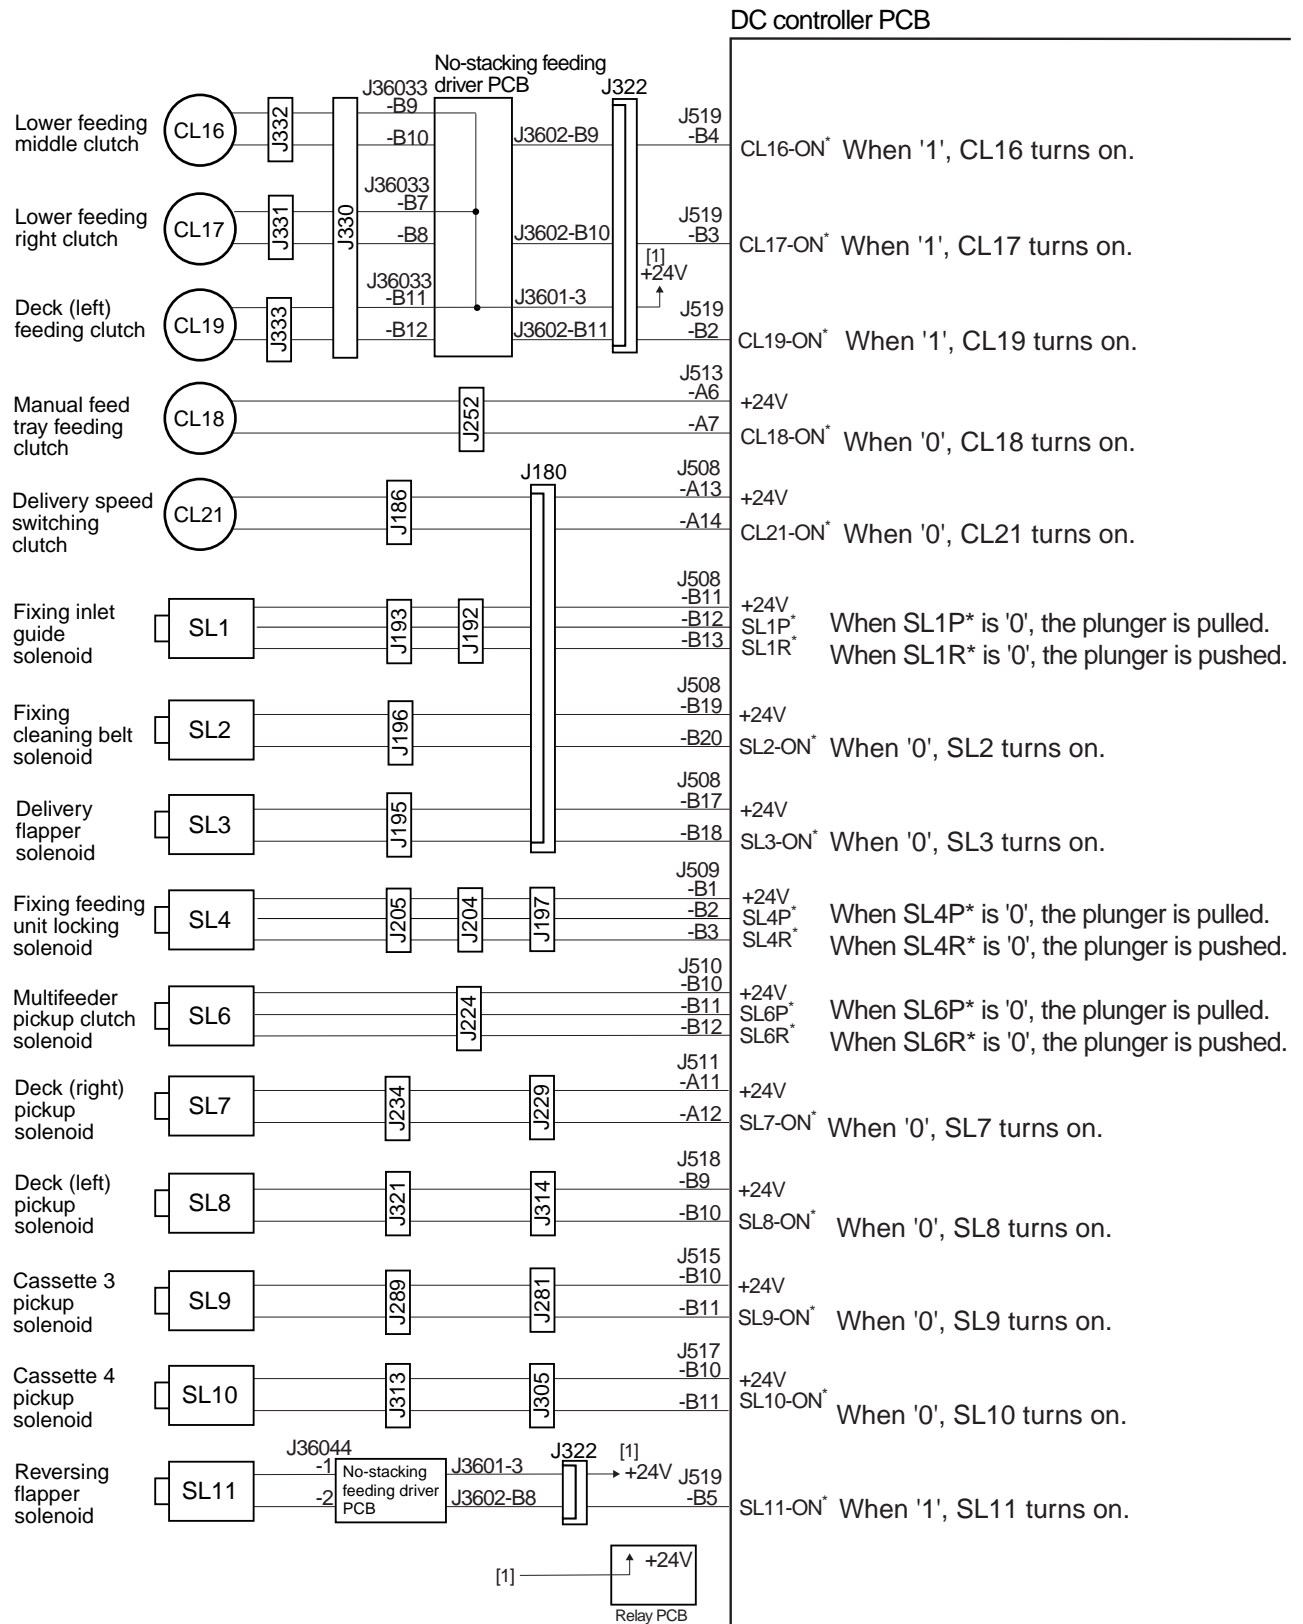 DC controller PCB
No-stacking feeding
driver PCB
Lower feeding
middle clutch
CL16
J332
J330
J36033
-B9
-B10
J3602-B9
J322
J519
-B4
CL16-ON* When '1', CL16 turns on.
Lower feeding
right clutch
CL17
J331
J36033
-B7
-B8
J3602-B10
J519
-B3
CL17-ON* When '1', CL17 turns on.
[1]
+24V
Deck (left)
feeding clutch
CL19
J333
J36033
-B11
-B12
J3601-3
J3602-B11
J519
-B2
CL19-ON* When '1', CL19 turns on.
Manual feed
tray feeding
clutch
CL18
J252
J513
-A6
-A7
+24V
CL18-ON* When '0', CL18 turns on.
Delivery speed
switching
clutch
CL21
J186
J180
J508
-A13
-A14
+24V
CL21-ON* When '0', CL21 turns on.
Fixing inlet
guide
solenoid
SL1
J193
J192
J508
-B11
-B12
-B13
+24V
SL1P* When SL1P* is '0', the plunger is pulled.
SL1R* When SL1R* is '0', the plunger is pushed.
Fixing
cleaning belt
solenoid
SL2
J196
J508
-B19
-B20
+24V
SL2-ON* When '0', SL2 turns on.
Delivery
flapper
solenoid
SL3
J195
J508
-B17
-B18
+24V
SL3-ON* When '0', SL3 turns on.
Fixing feeding
unit locking
solenoid
SL4
J205
J204
J197
J509
-B1
-B2
-B3
+24V
SL4P* When SL4P* is '0', the plunger is pulled.
SL4R* When SL4R* is '0', the plunger is pushed.
Multifeeder
pickup clutch
solenoid
SL6
J224
J510
-B10
-B11
-B12
+24V
SL6P* When SL6P* is '0', the plunger is pulled.
SL6R* When SL6R* is '0', the plunger is pushed.
Deck (right)
pickup
solenoid
SL7
J234
J229
J511
-A11
-A12
+24V
SL7-ON* When '0', SL7 turns on.
Deck (left)
pickup
solenoid
SL8
J321
J314
J518
-B9
-B10
+24V
SL8-ON* When '0', SL8 turns on.
Cassette 3
pickup
solenoid
SL9
J289
J281
J515
-B10
-B11
+24V
SL9-ON* When '0', SL9 turns on.
Cassette 4
pickup
solenoid
SL10
J313
J305
J517
-B10
-B11
+24V
SL10-ON* When '0', SL10 turns on.
Reversing
flapper
solenoid
SL11
J36044
-1
-2
No-stacking
feeding driver
PCB
J3601-3
J3602-B8
J322
[1]
+24V
J519
-B5
SL11-ON* When '1', SL11 turns on.
[1]
+24V
Relay PCB